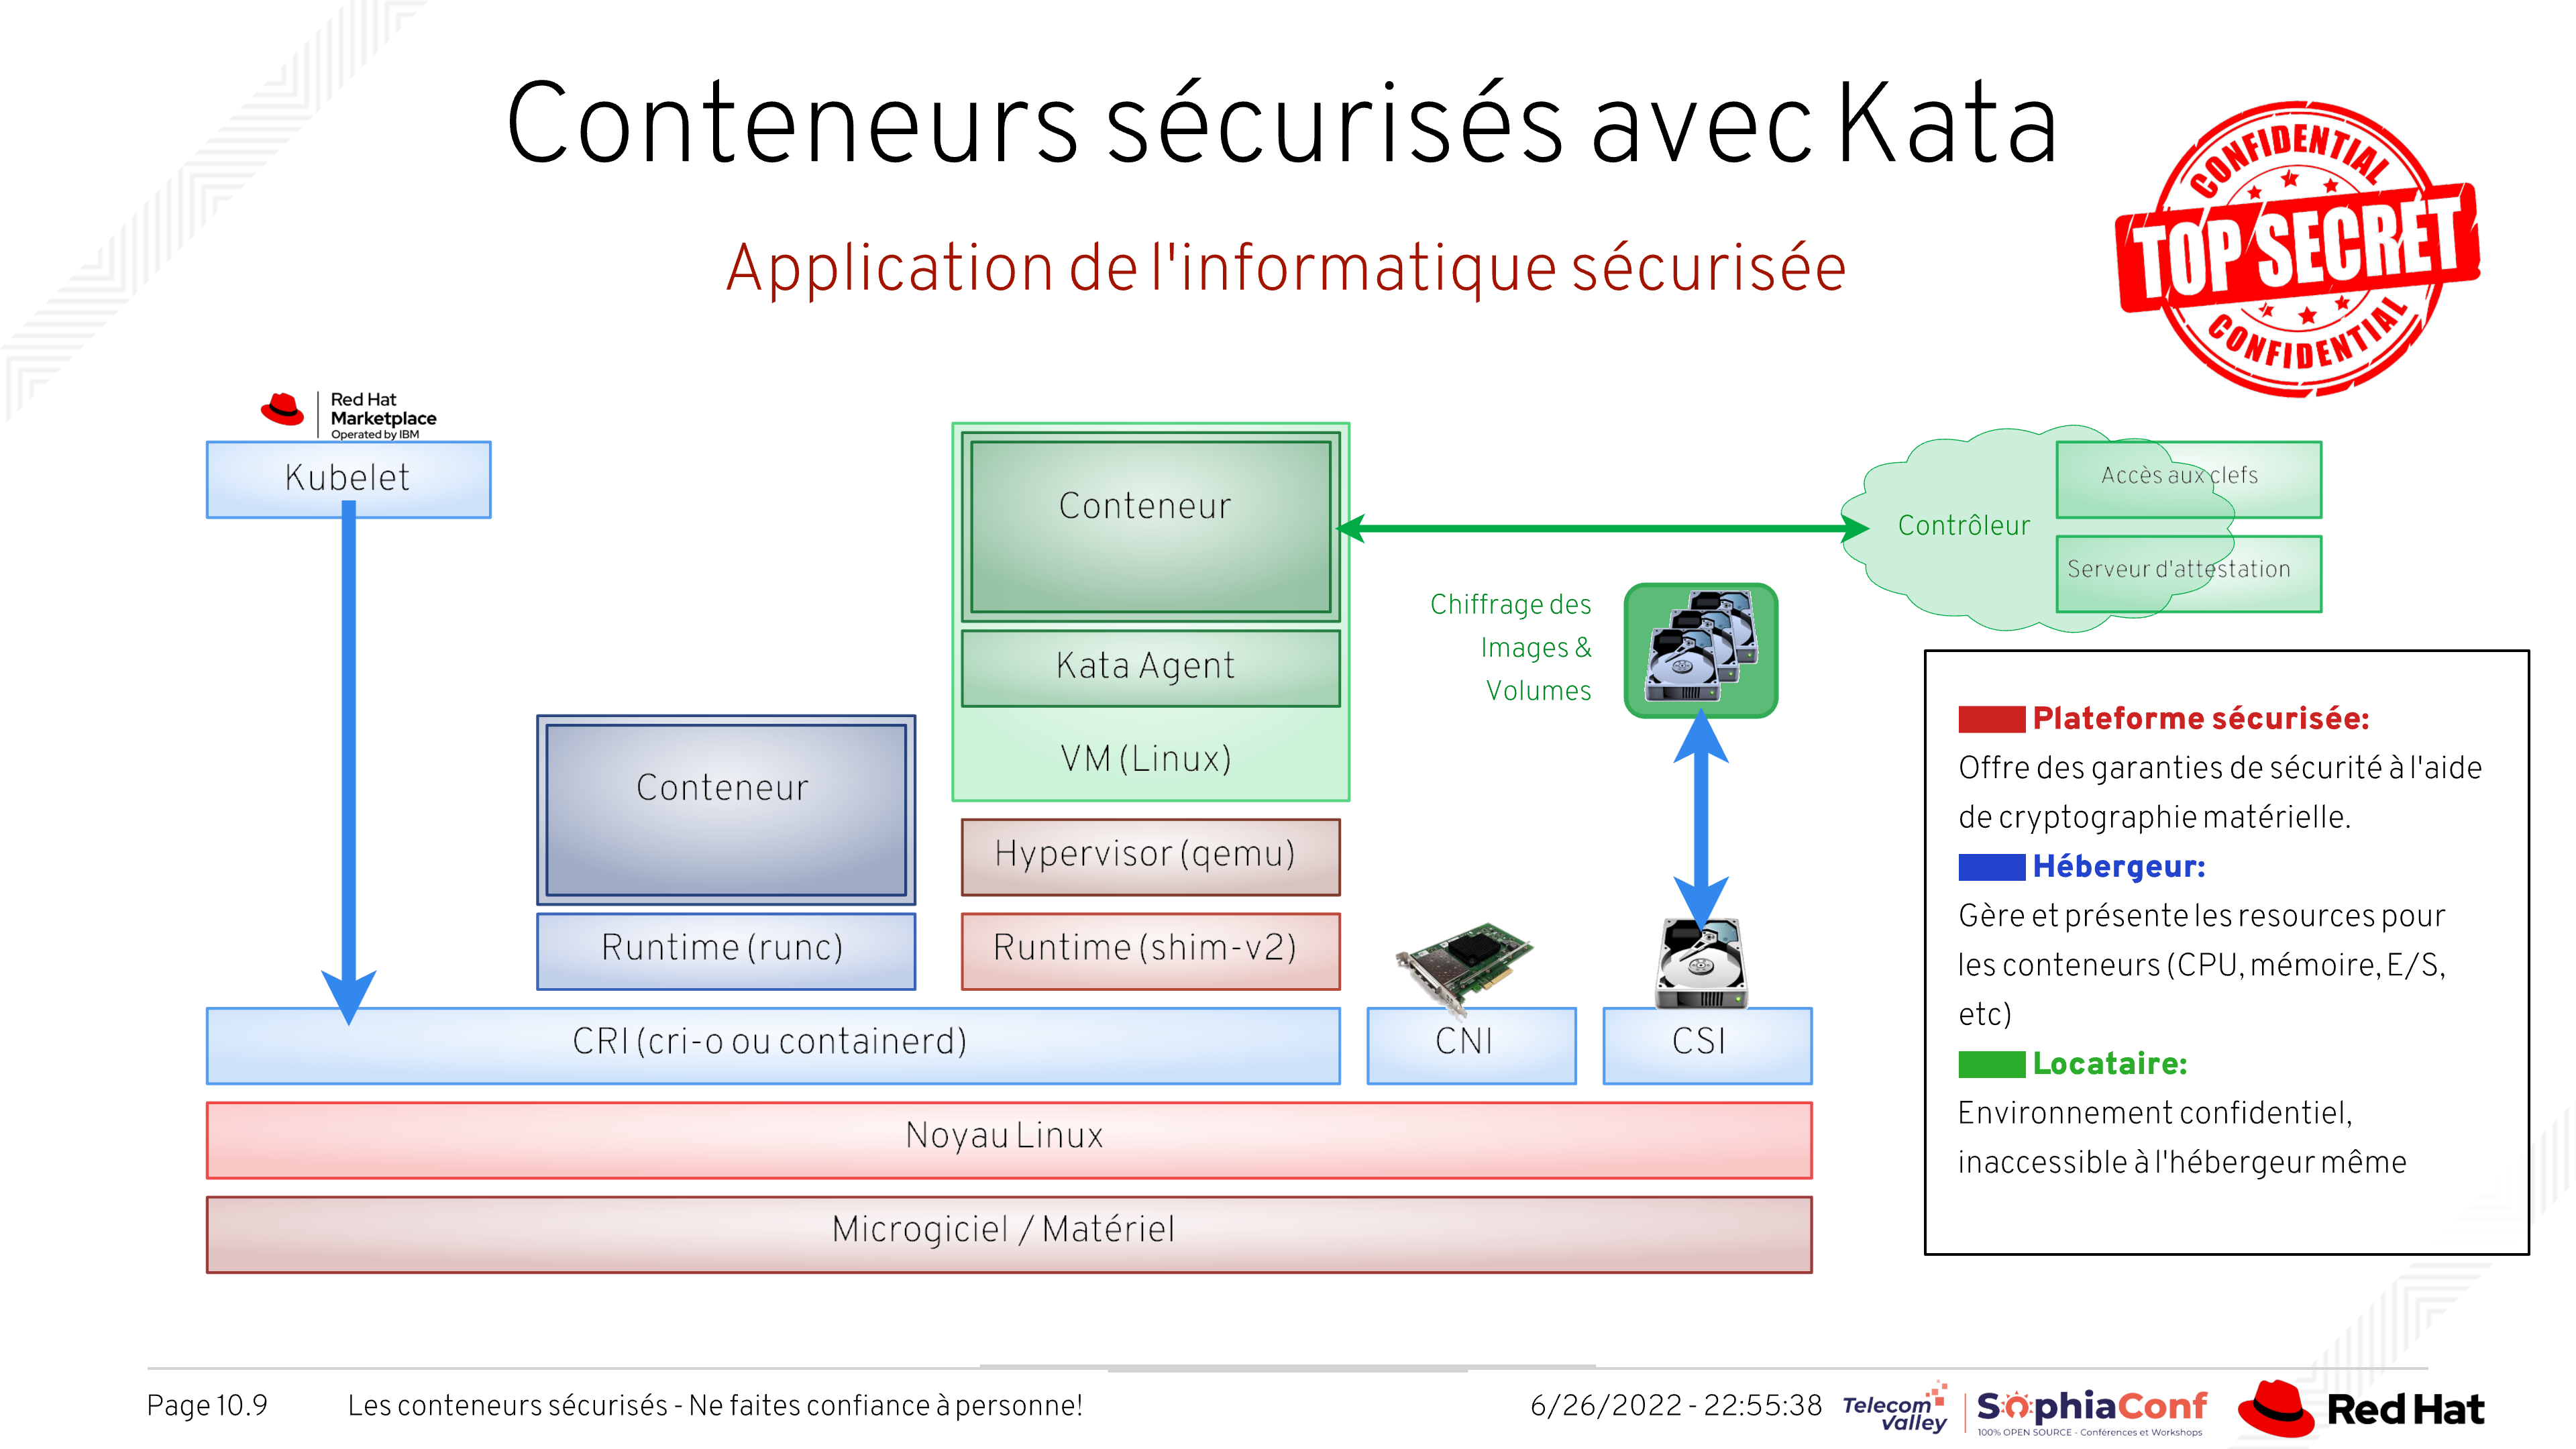 Conteneurs sécurisés avec Kata
Application de l'informatique sécurisée
CONFIDENTIAL
TOP SECRET
CONFIDENTIAL
Red Hat
Marketplace
Operated by IBM
Kubelet
Conteneur
Kata Agent
VM (Linux)
Hypervisor (qemu)
Runtime (shim-v2)
Conteneur
Runtime (runc)
CRI (cri-o ou containerd)
CNI
CSI
Noyau Linux
Microgiciel / Matériel
Chiffrage des
Images &
Volumes
Contrôleur
Accès aux clefs
Serveur d'attestation
Plateforme sécurisée:
Offre des garanties de sécurité à l'aide
de cryptographie matérielle.
Hébergeur:
Gère et présente les resources pour
les conteneurs (CPU, mémoire, E/S,
etc)
Locataire:
Environnement confidentiel,
inaccessible à l'hébergeur même
Page 10.9
Les conteneurs sécurisés - Ne faites confiance à personne!
6/26/2022 - 22:55:38
Telecom
Valley
SophiaConf
100% OPEN SOURCE - Conférences et Workshops
Red Hat